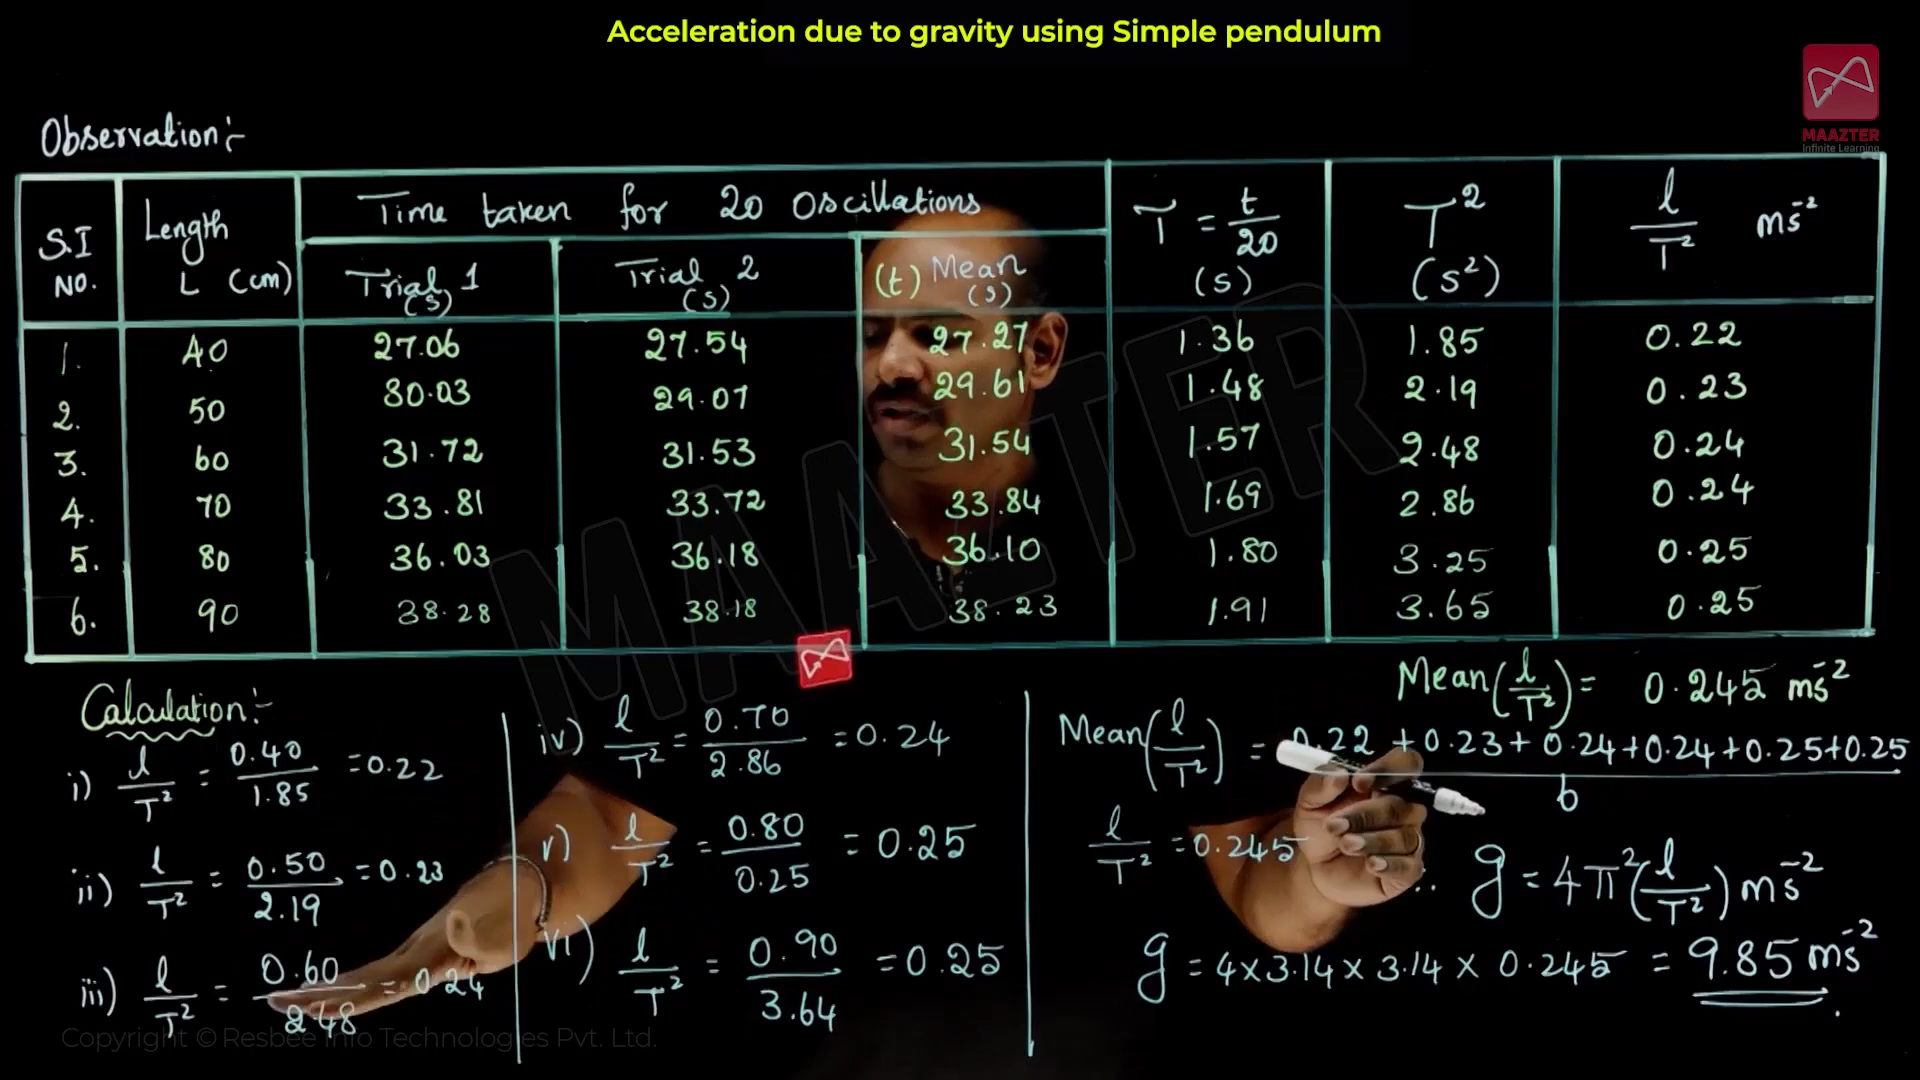 Acceleration due to gravity using Simple pendulum
MAAZTER
Infinite Learning
Observation:-
S.I NO. Length L (cm) Time taken for 20 Oscillations T = t/20 (s) T² (s²) l/T² ms⁻²
Trial 1 (s) Trial 2 (s) (t) Mean (s)
1. 40 27.06 27.54 27.27 1.36 1.85 0.22
2. 50 30.03 29.07 29.61 1.48 2.19 0.23
3. 60 31.72 31.53 31.54 1.57 2.48 0.24
4. 70 33.81 33.72 33.84 1.69 2.86 0.24
5. 80 36.03 36.18 36.10 1.80 3.25 0.25
6. 90 38.28 38.18 38.23 1.91 3.65 0.25
MAAZTER
Mean (l/T²) = 0.245 ms⁻²
Calculation:-
i) l/T² = 0.40/1.85 = 0.22
ii) l/T² = 0.50/2.19 = 0.23
iii) l/T² = 0.60/2.48 = 0.24
iv) l/T² = 0.70/2.86 = 0.24
v) l/T² = 0.80/0.25 = 0.25
vi) l/T² = 0.90/3.64 = 0.25
Mean (l/T²) = 0.22 + 0.23 + 0.24 + 0.24 + 0.25 + 0.25 / 6
l/T² = 0.245
g = 4π² (l/T²) ms⁻²
g = 4 × 3.14 × 3.14 × 0.245 = 9.85 ms⁻².
Copyright © Resbee Info Technologies Pvt. Ltd.